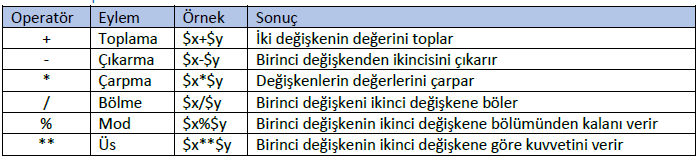 Operatör Eylem Örnek Sonuç
+ Toplama $x+$y İki değişkenin değerini toplar
- Çıkarma $x-$y Birinci değişkenden ikincisini çıkarır
* Çarpma $x*$y Değişkenlerin değerlerini çarpar
/ Bölme $x/$y Birinci değişkeni ikinci değişkene böler
% Mod $x%$y Birinci değişkenin ikinci değişkene bölümünden kalanı verir
** Üs $x**$y Birinci değişkenin ikinci değişkene göre kuvvetini verir